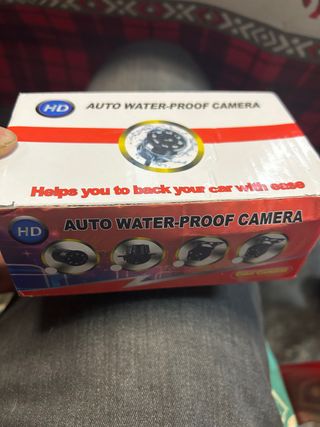 HD
AUTO WATER-PROOF CAMERA
Helps you to back your car with ease
HD
AUTO WATER-PROOF CAMERA